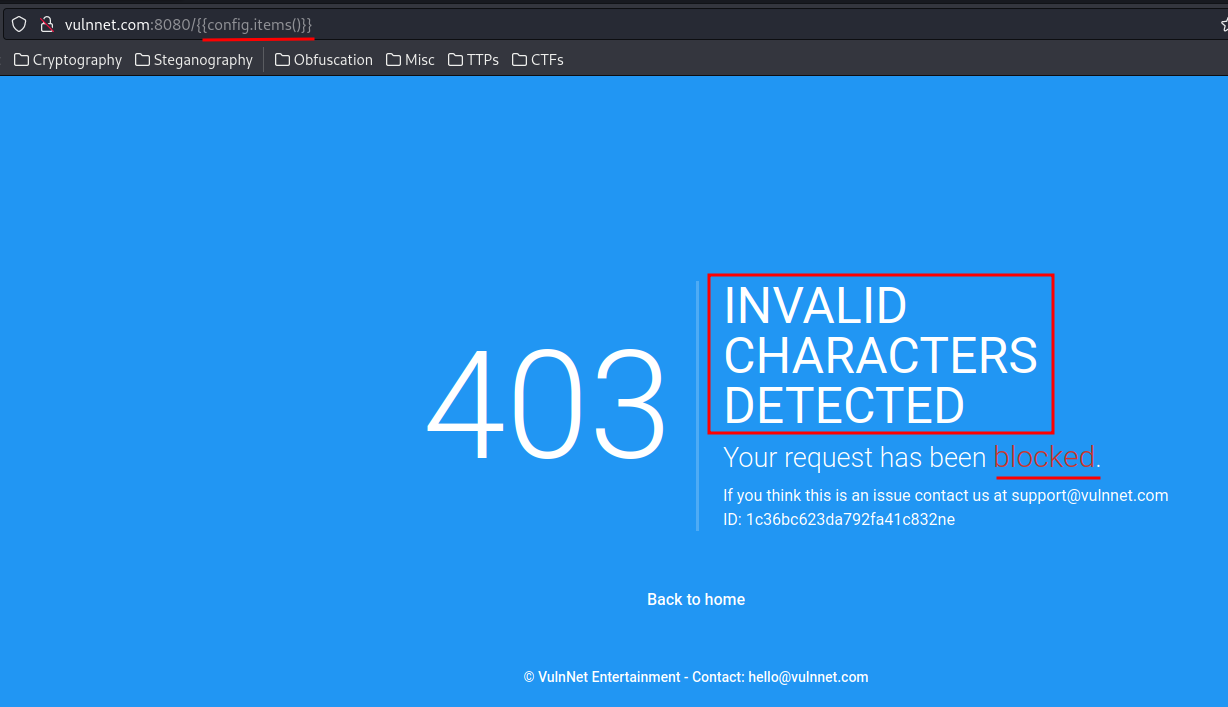 vulnnet.com:8080/{{config.items()}}
Cryptography Steganography Obfuscation Misc TTPs CTFs
403
INVALID
CHARACTERS
DETECTED
Your request has been blocked.
If you think this is an issue contact us at support@vulnnet.com
ID: 1c36bc623da792fa41c832ne
Back to home
© VulnNet Entertainment - Contact: hello@vulnnet.com